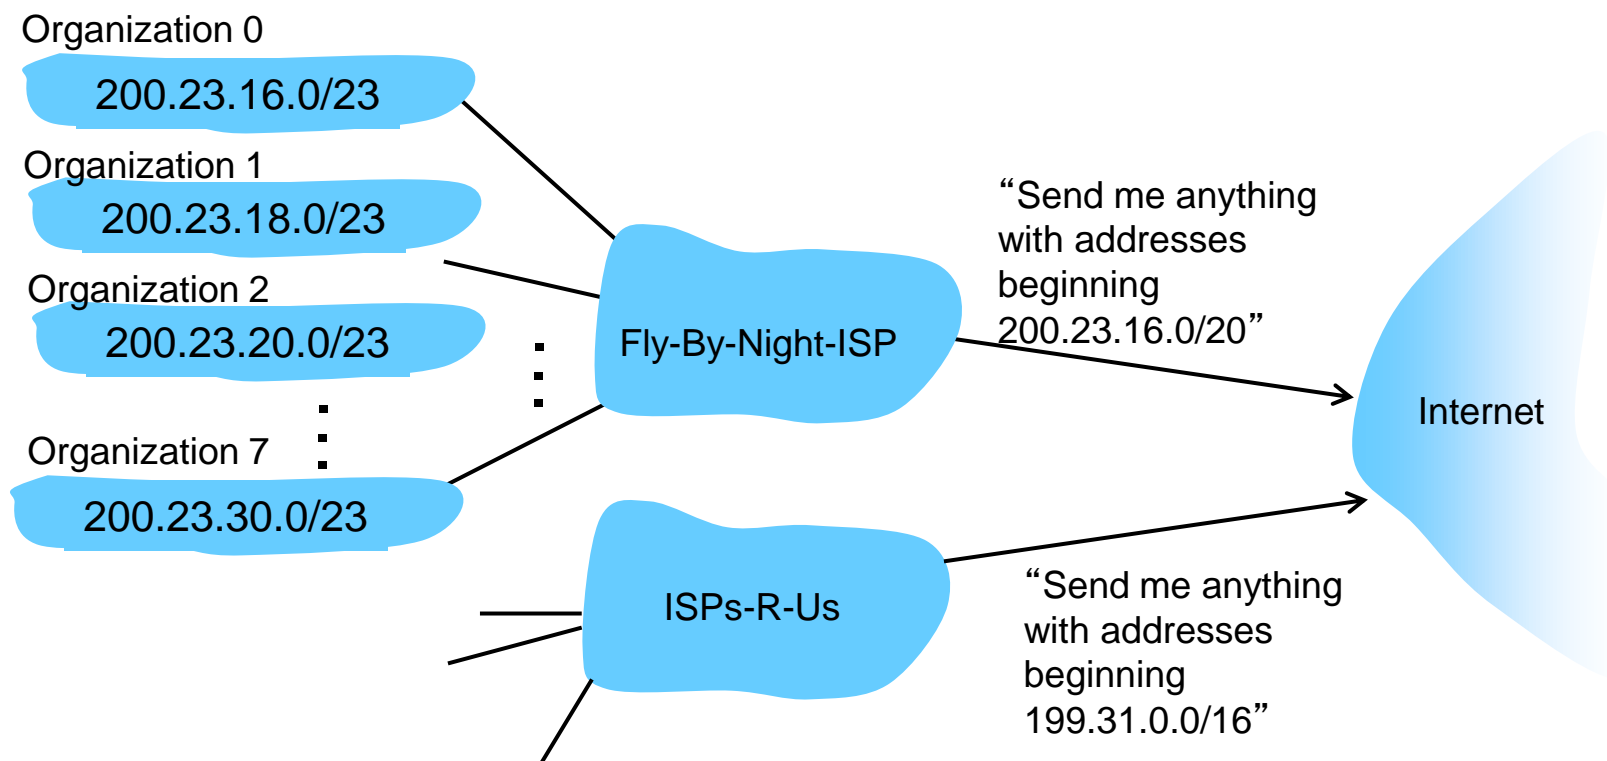 Organization 0
200.23.16.0/23
Organization 1
200.23.18.0/23
Organization 2
200.23.20.0/23
Organization 7
200.23.30.0/23
Fly-By-Night-ISP
“Send me anything
with addresses
beginning
200.23.16.0/20”
Internet
ISPs-R-Us
“Send me anything
with addresses
beginning
199.31.0.0/16”